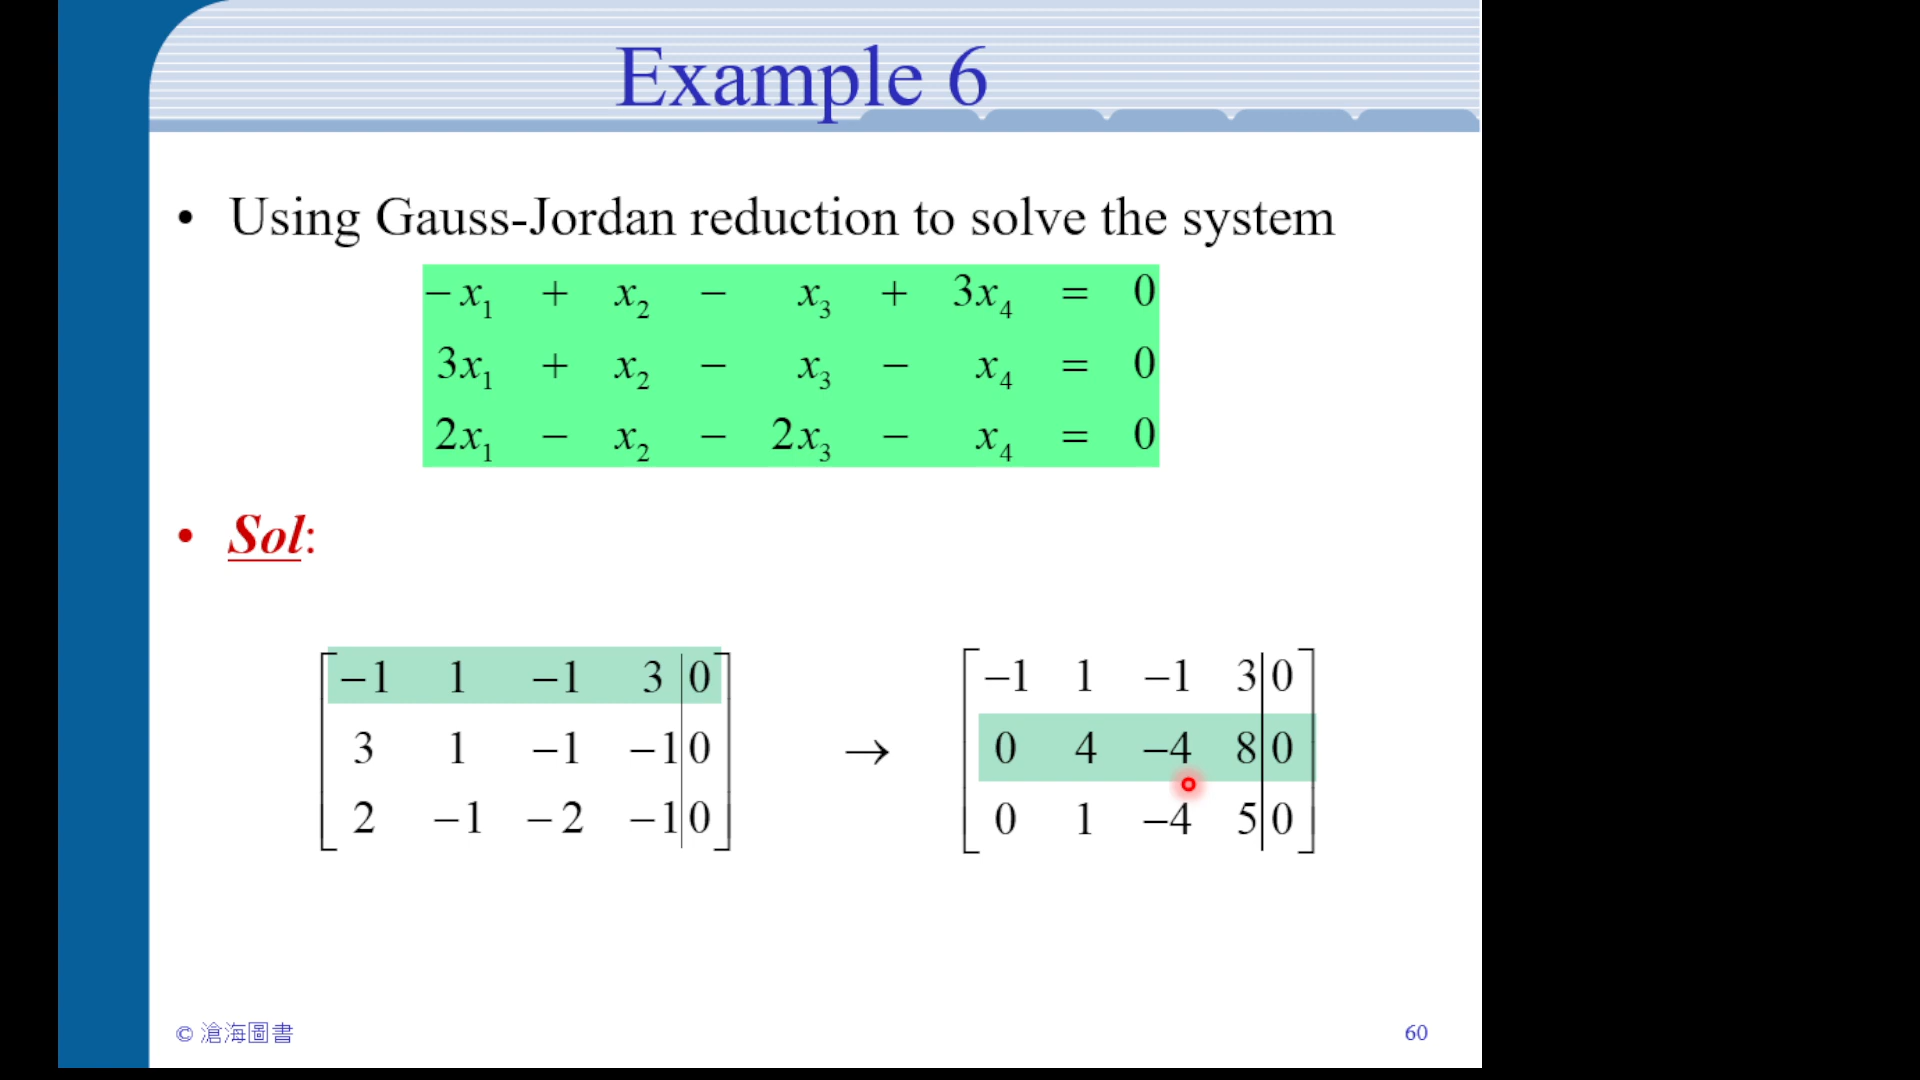 Example 6
• Using Gauss-Jordan reduction to solve the system
−x₁ + x₂ − x₃ + 3x₄ = 0
3x₁ + x₂ − x₃ − x₄ = 0
2x₁ − x₂ − 2x₃ − x₄ = 0
• Sol:
[−1 1 −1 3 | 0] [−1 1 −1 3 | 0]
[3 1 −1 −1 | 0] → [0 4 −4 8 | 0]
[2 −1 −2 −1 | 0] [0 1 −4 5 | 0]
© 滄海圖書 60